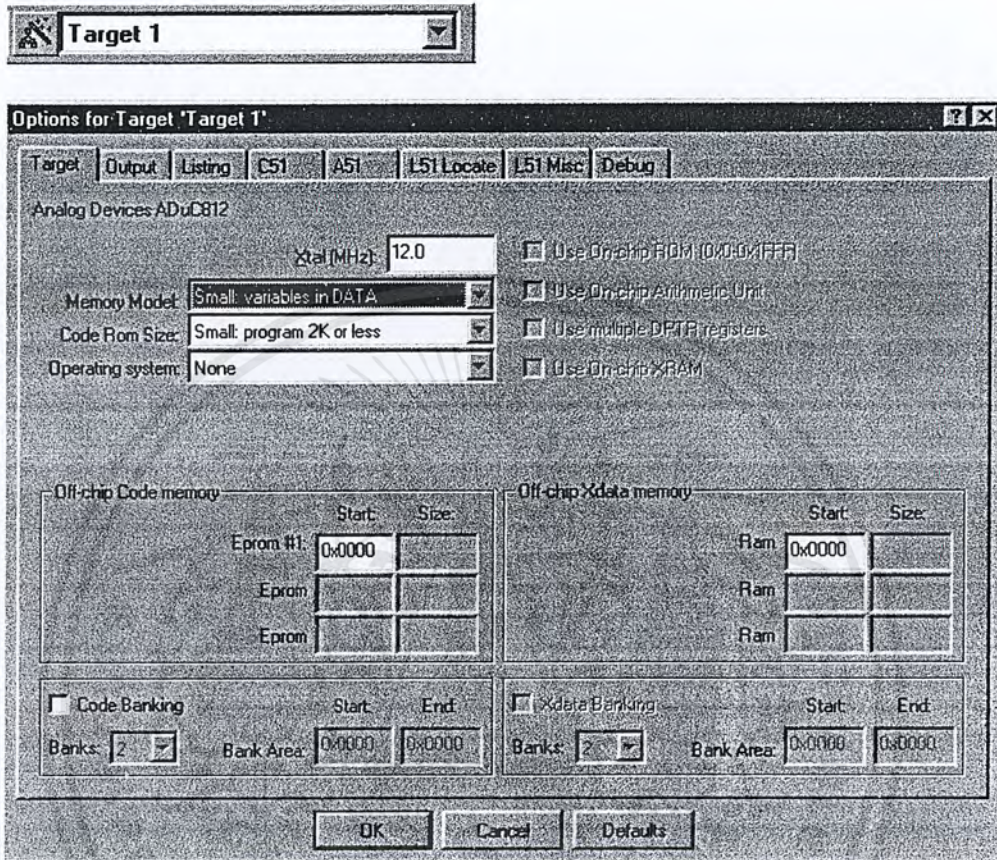 Target 1
Options for Target 'Target 1'
Target Output Listing C51 A51 L51 Locate L51 Misc Debug
Analog Devices ADuC812
Xtal (MHz): 12.0 Use On-chip ROM (0x0-0x1FFF)
Memory Model: Small: variables in DATA Use On-chip Arithmetic Unit
Code Rom Size: Small: program 2K or less Use multiple DPTR registers
Operating system: None Use On-chip XRAM
Off-chip Code memory Off-chip Xdata memory
Start: Size: Start: Size:
Eprom #1: 0x0000 Ram 0x0000
Eprom Ram
Eprom Ram
Code Banking Start: End: Xdata Banking Start: End:
Banks: 2 Bank Area: 0x0000 0x0000 Banks: 2 Bank Area: 0x0000 0x0000
OK Cancel Defaults